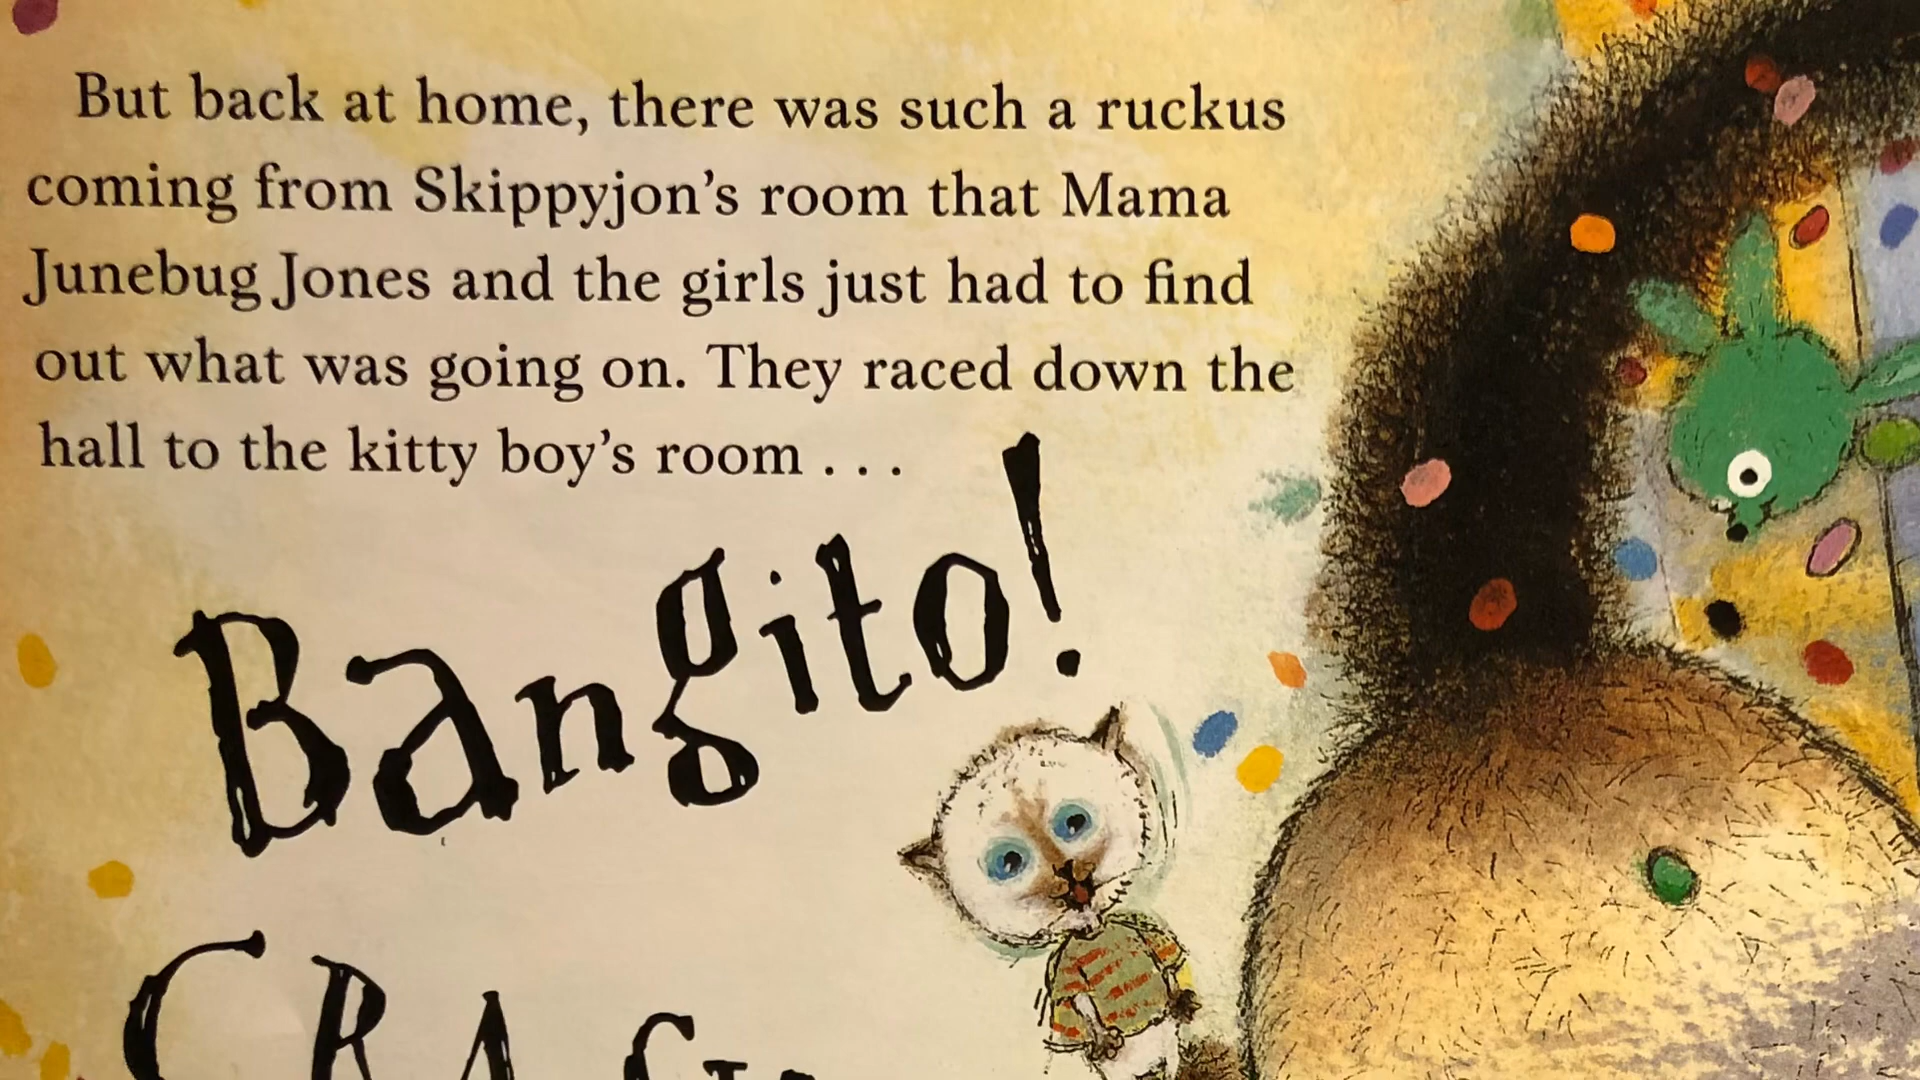 But back at home, there was such a ruckus
coming from Skippyjon’s room that Mama
Junebug Jones and the girls just had to find
out what was going on. They raced down the
hall to the kitty boy’s room . . .
Bangito!